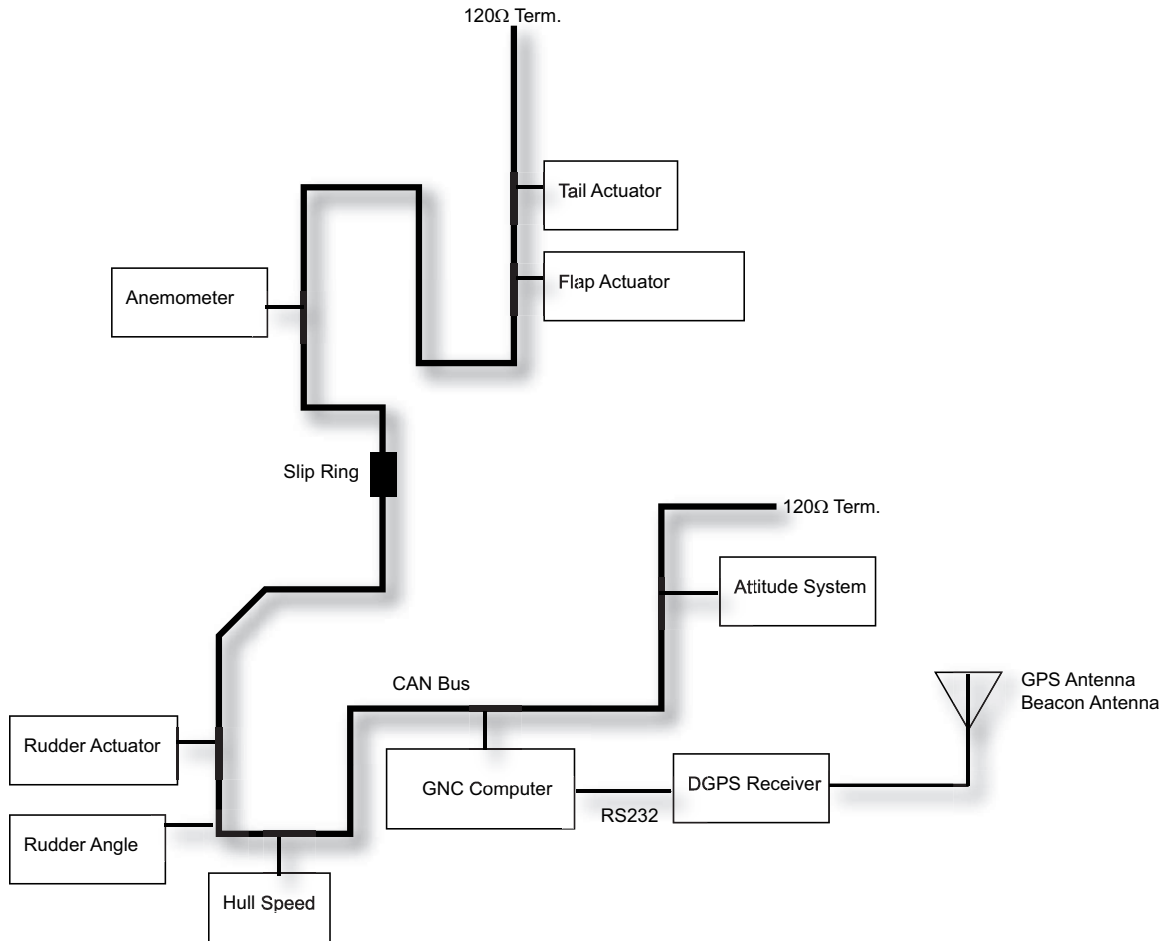 120Ω Term.
Tail Actuator
Flap Actuator
Anemometer
Slip Ring
120Ω Term.
Attitude System
CAN Bus
GPS Antenna
Beacon Antenna
Rudder Actuator
GNC Computer
DGPS Receiver
RS232
Rudder Angle
Hull Speed